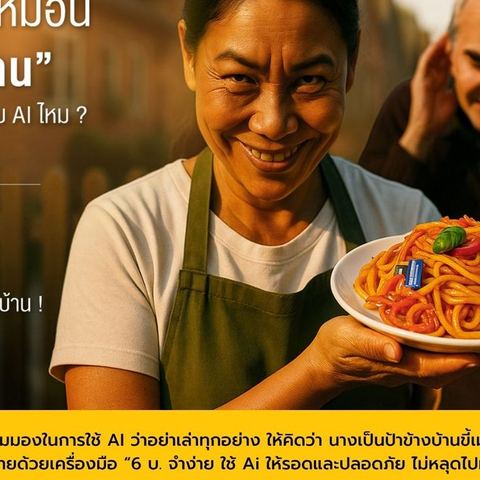 หมือน
าน”
บ AI ไหม ?
บ้าน !
มมองในการใช้ AI ว่าอย่าเล่าทุกอย่าง ให้คิดว่า นางเป็นป้าข้างบ้านขี้เม
ายด้วยเครื่องมือ “6 บ. จำง่าย ใช้ Ai ให้รอดและปลอดภัย ไม่หลุดไป